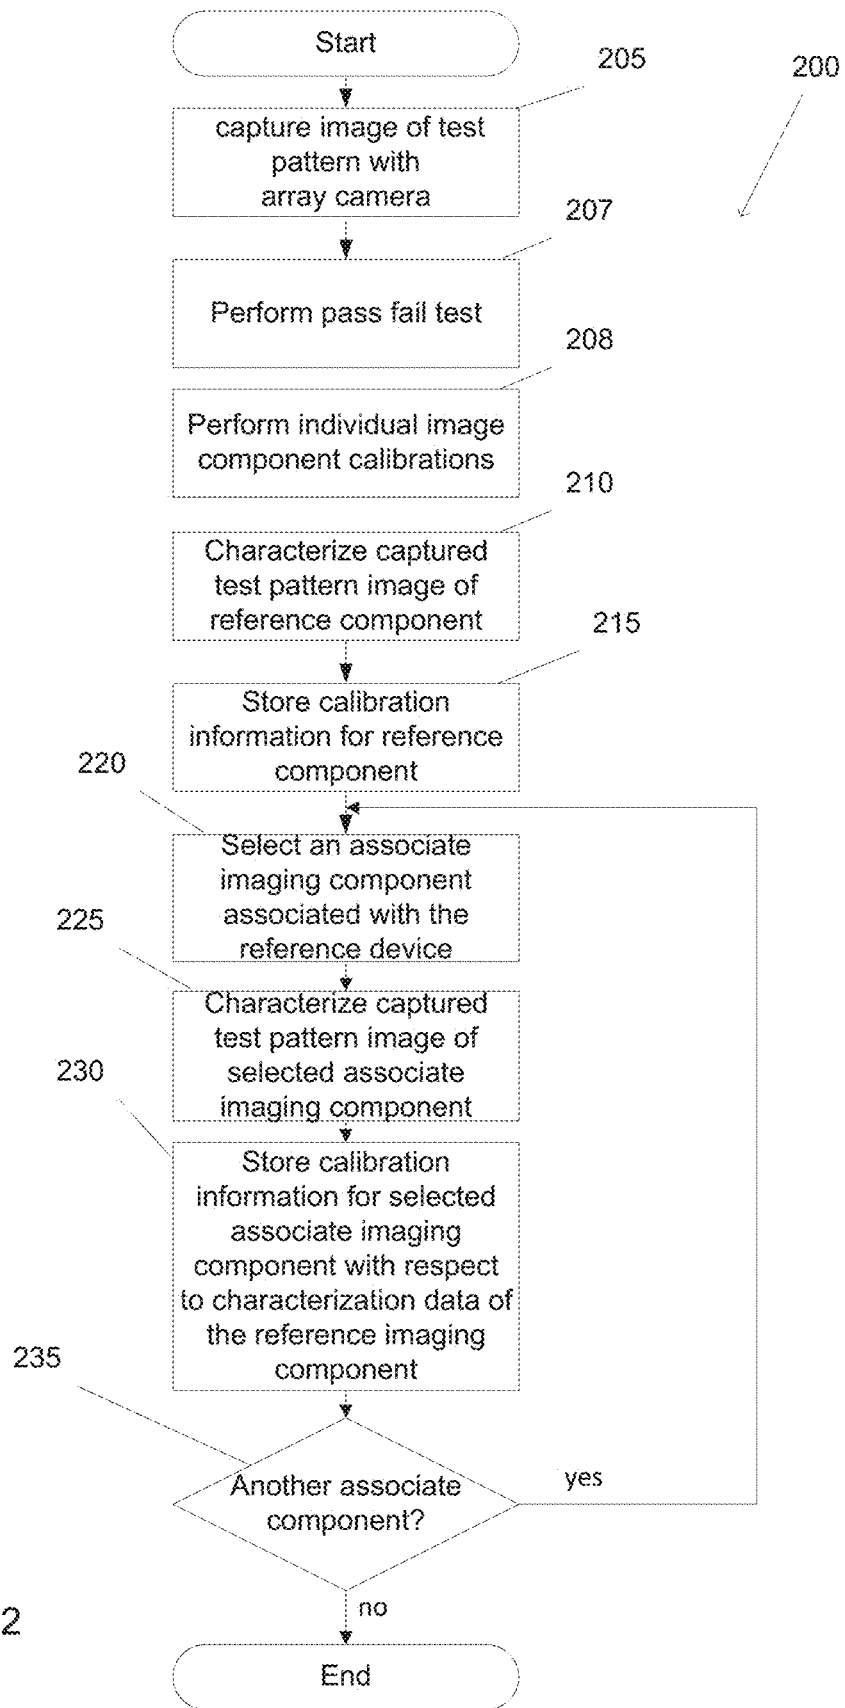 Start
205
200
capture image of test
pattern with
array camera
207
Perform pass fail test
208
Perform individual image
component calibrations
210
Characterize captured
test pattern image of
reference component
215
Store calibration
information for reference
component
220
Select an associate
imaging component
associated with the
reference device
225
Characterize captured
test pattern image of
selected associate
imaging component
230
Store calibration
information for selected
associate imaging
component with respect
to characterization data of
the reference imaging
component
235
Another associate
component?
yes
no
2
End